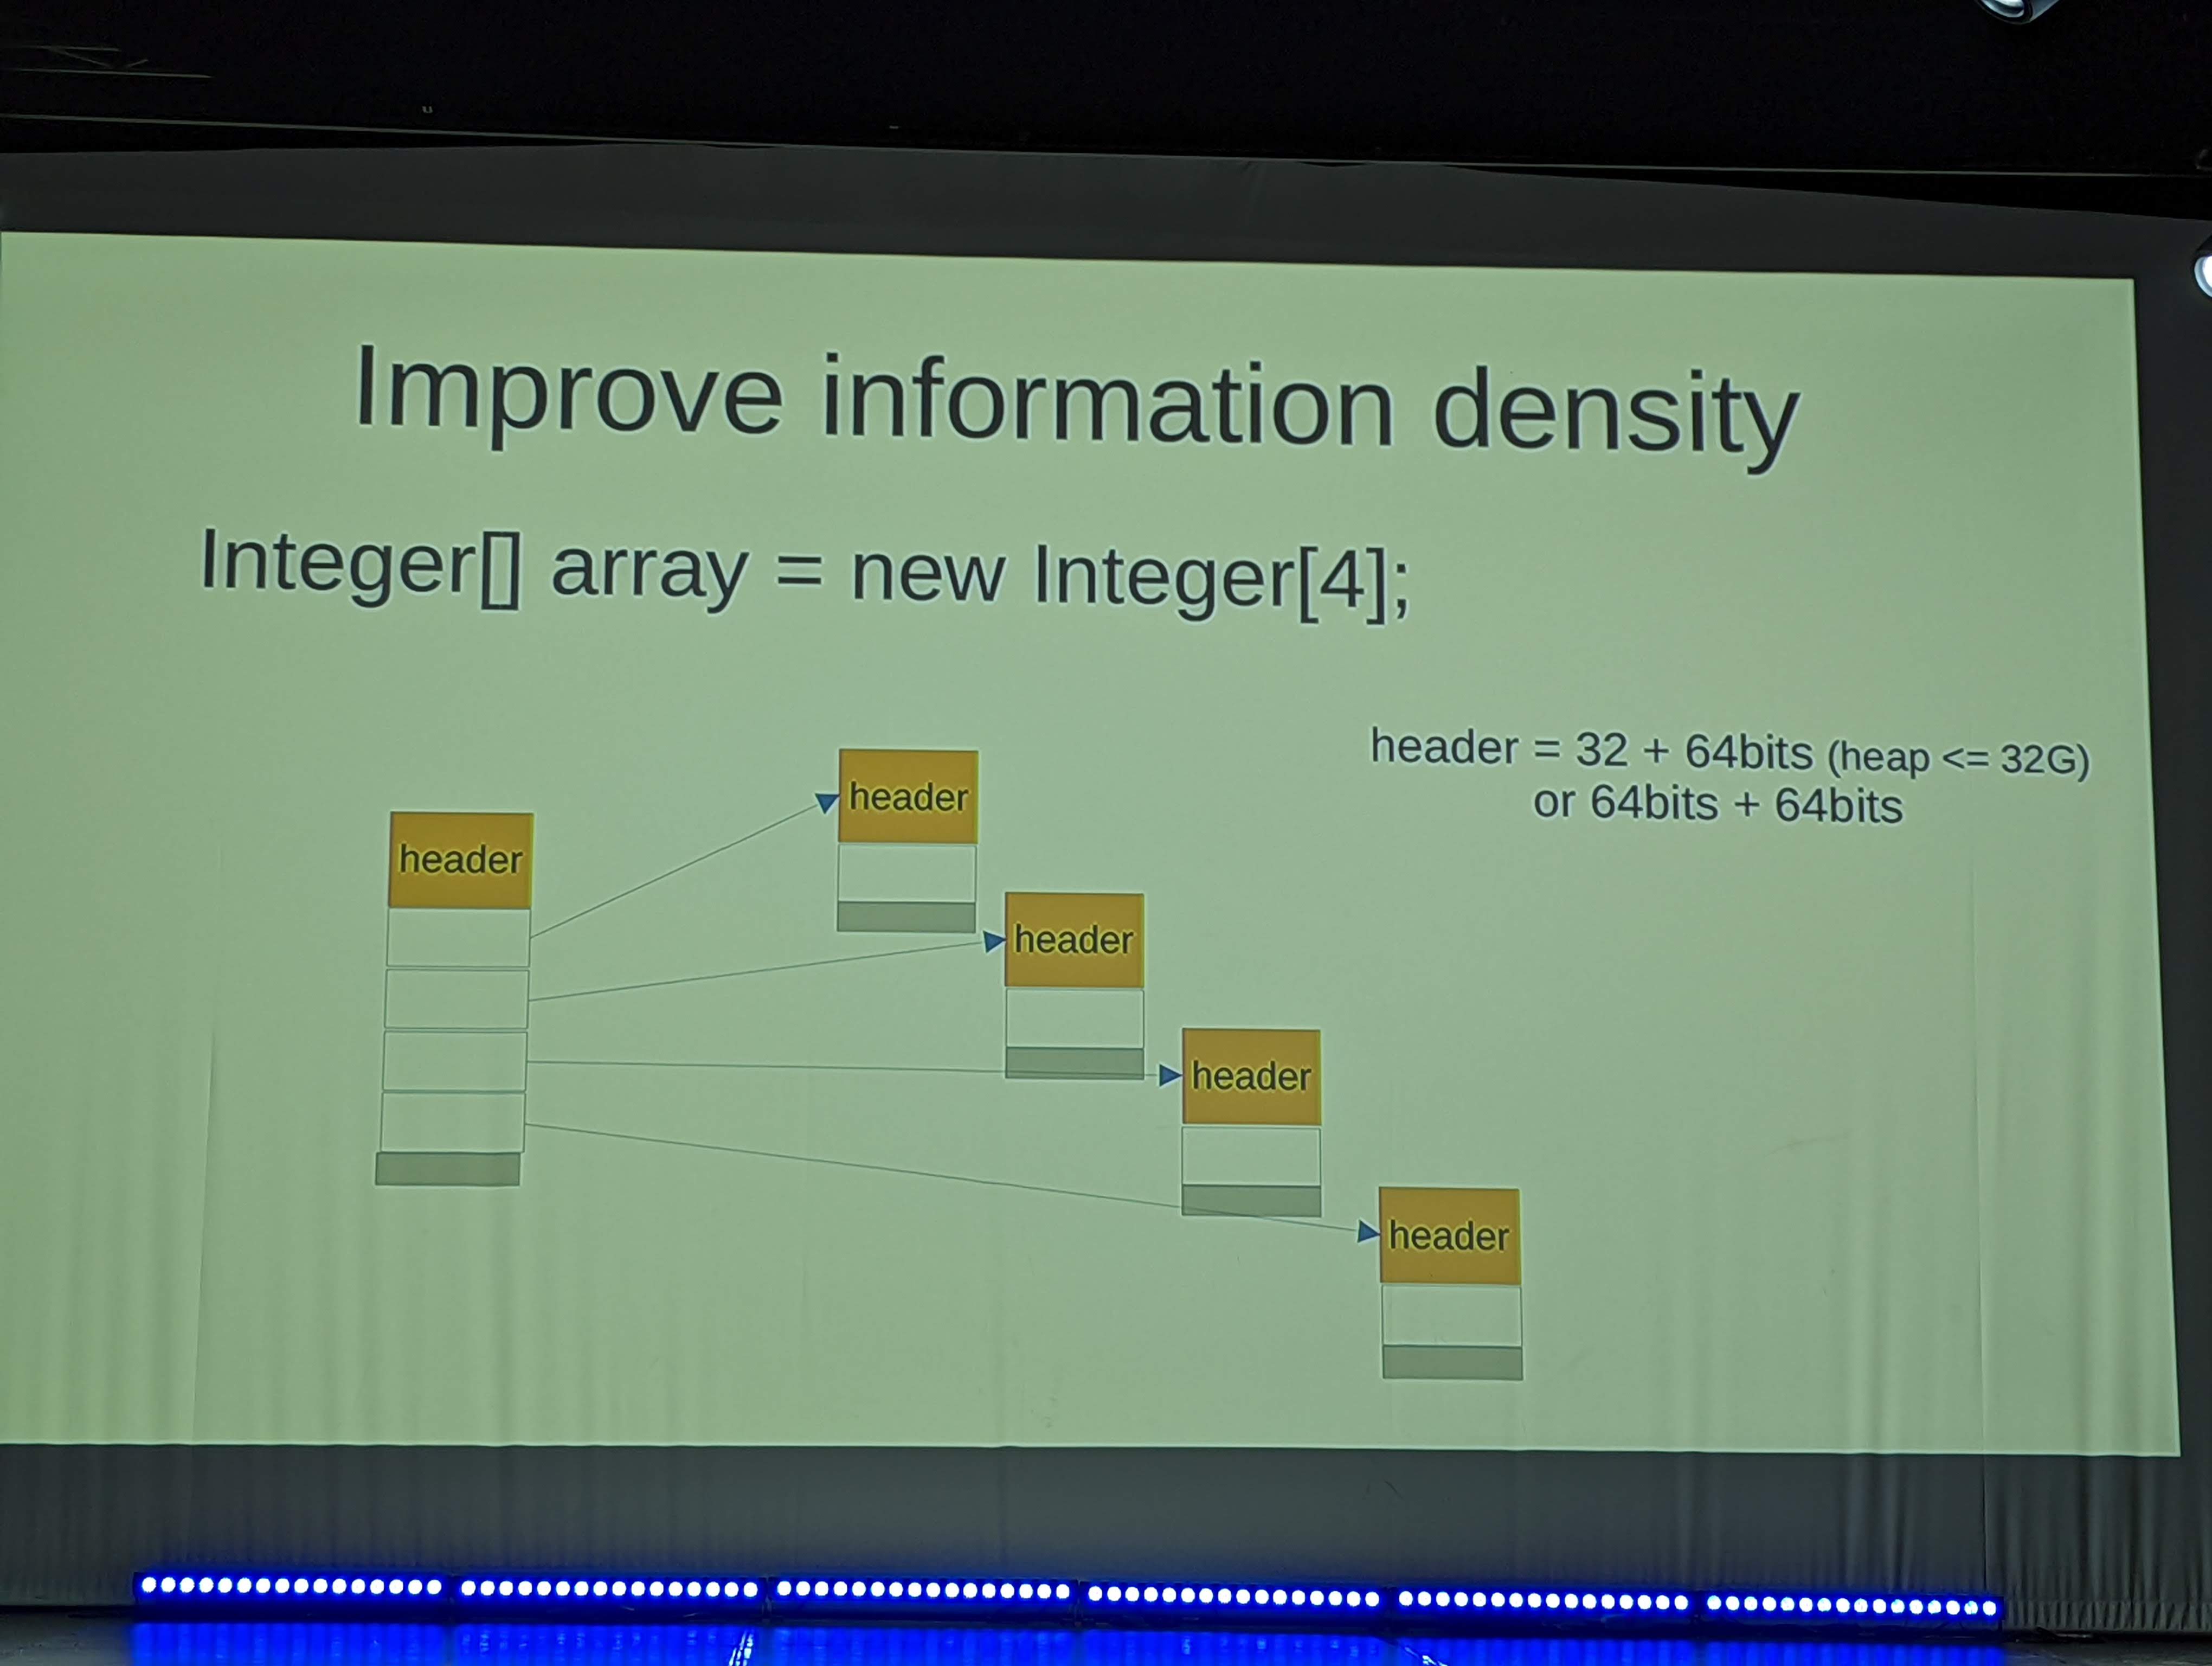 Improve information density
Integer[] array = new Integer[4];
header = 32 + 64bits (heap <= 32G)
or 64bits + 64bits
header
header
header
header
header